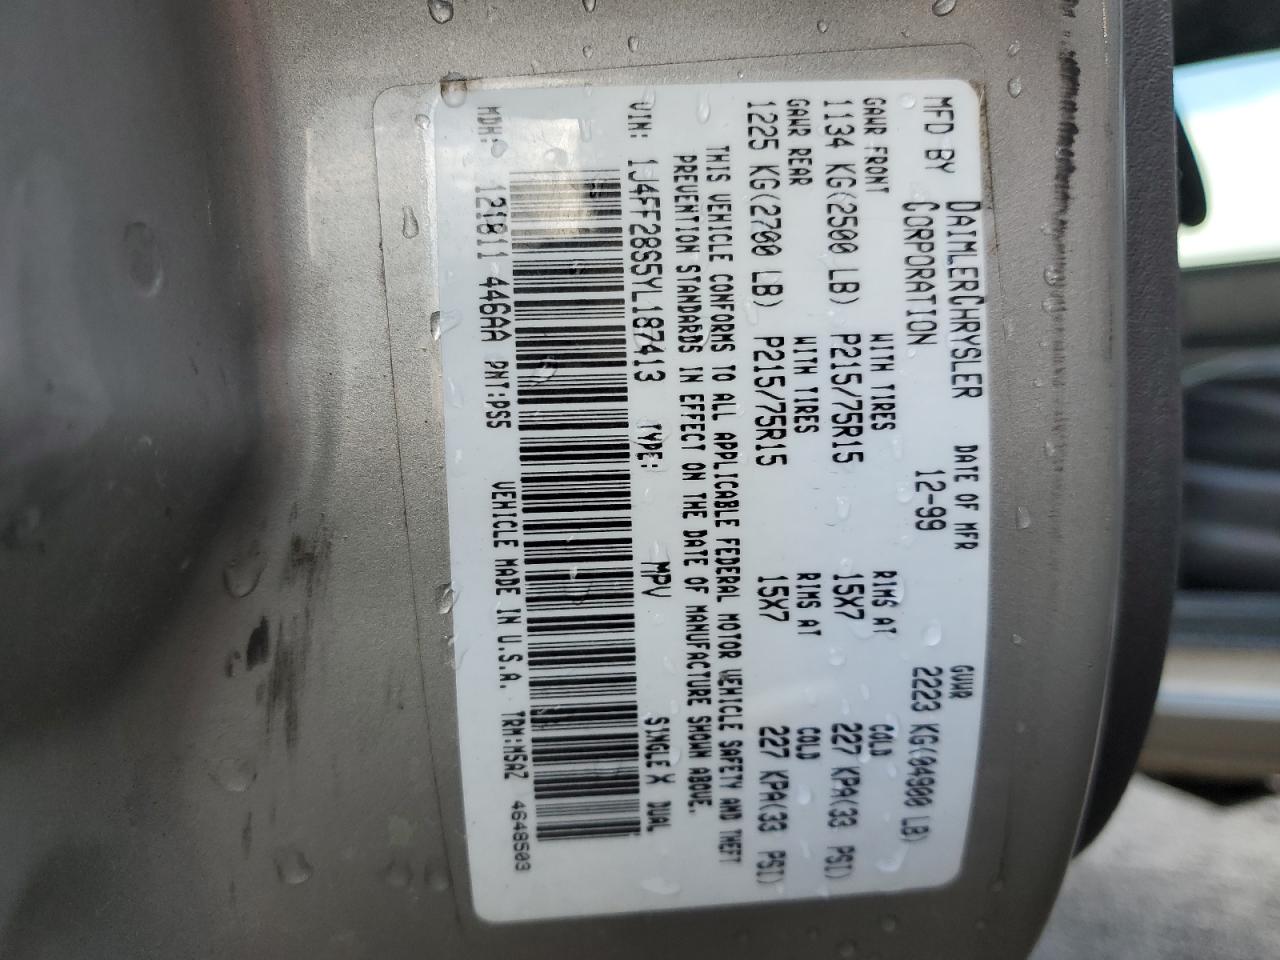 MFD BY DAIMLERCHRYSLER CORPORATION DATE OF MFR 12-99 GVWR 2223 KG(04900 LB)
GAWR FRONT WITH TIRES RIMS AT COLD
1134 KG(2500 LB) P215/75R15 15X7 227 KPA(33 PSI)
GAWR REAR WITH TIRES RIMS AT COLD
1225 KG(2700 LB) P215/75R15 15X7 227 KPA(33 PSI)
THIS VEHICLE CONFORMS TO ALL APPLICABLE FEDERAL MOTOR VEHICLE SAFETY AND THEFT
PREVENTION STANDARDS IN EFFECT ON THE DATE OF MANUFACTURE SHOWN ABOVE.
VIN: 1J4FF28S5YL187413 TYPE: MPV SINGLE X DUAL
MDH: 121811 446AA PNT:PS5 VEHICLE MADE IN U.S.A. TRM:MSAZ 4648503